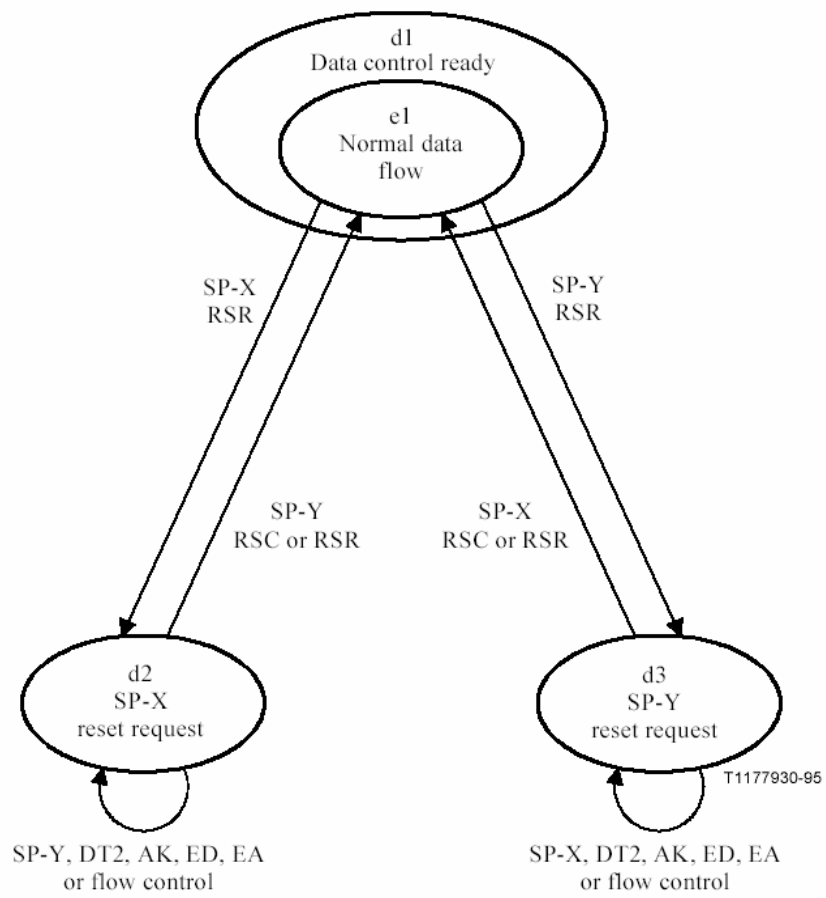 d1
Data control ready
e1
Normal data
flow
SP-X
RSR
SP-Y
RSR
SP-Y
RSC or RSR
SP-X
RSC or RSR
d2
SP-X
reset request
d3
SP-Y
reset request
T1177930-95
SP-Y, DT2, AK, ED, EA
or flow control
SP-X, DT2, AK, ED, EA
or flow control